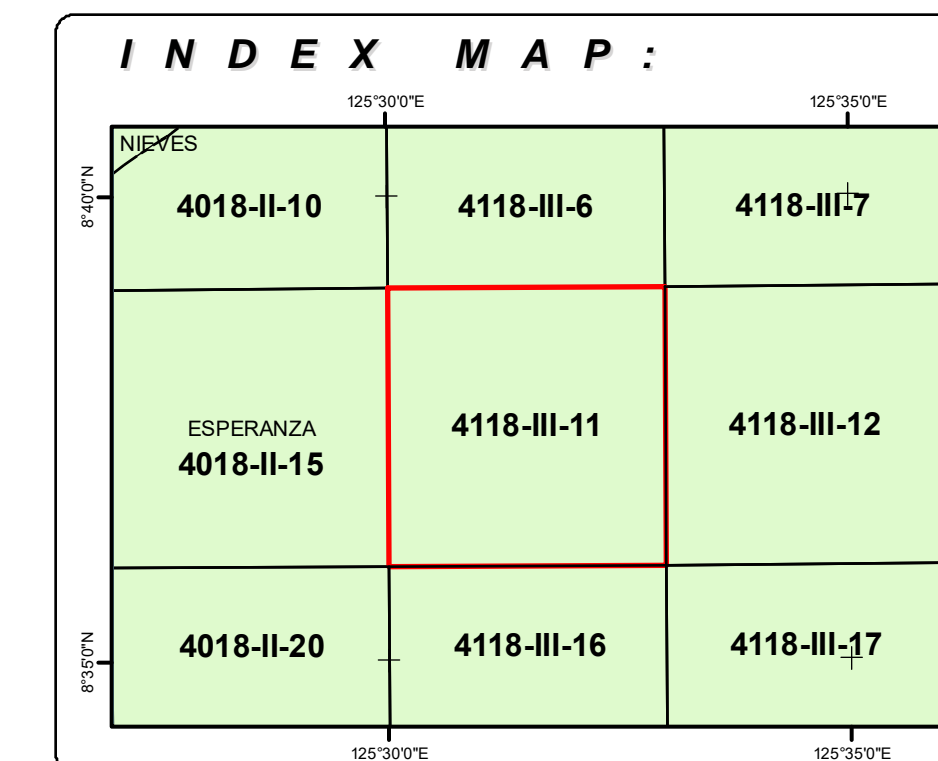 INDEX MAP:
125°30'0"E 125°35'0"E
NIEVES
8°40'0"N
4018-II-10 4118-III-6 4118-III-7
ESPERANZA
4018-II-15 4118-III-11 4118-III-12
8°35'0"N
4018-II-20 4118-III-16 4118-III-17
125°30'0"E 125°35'0"E